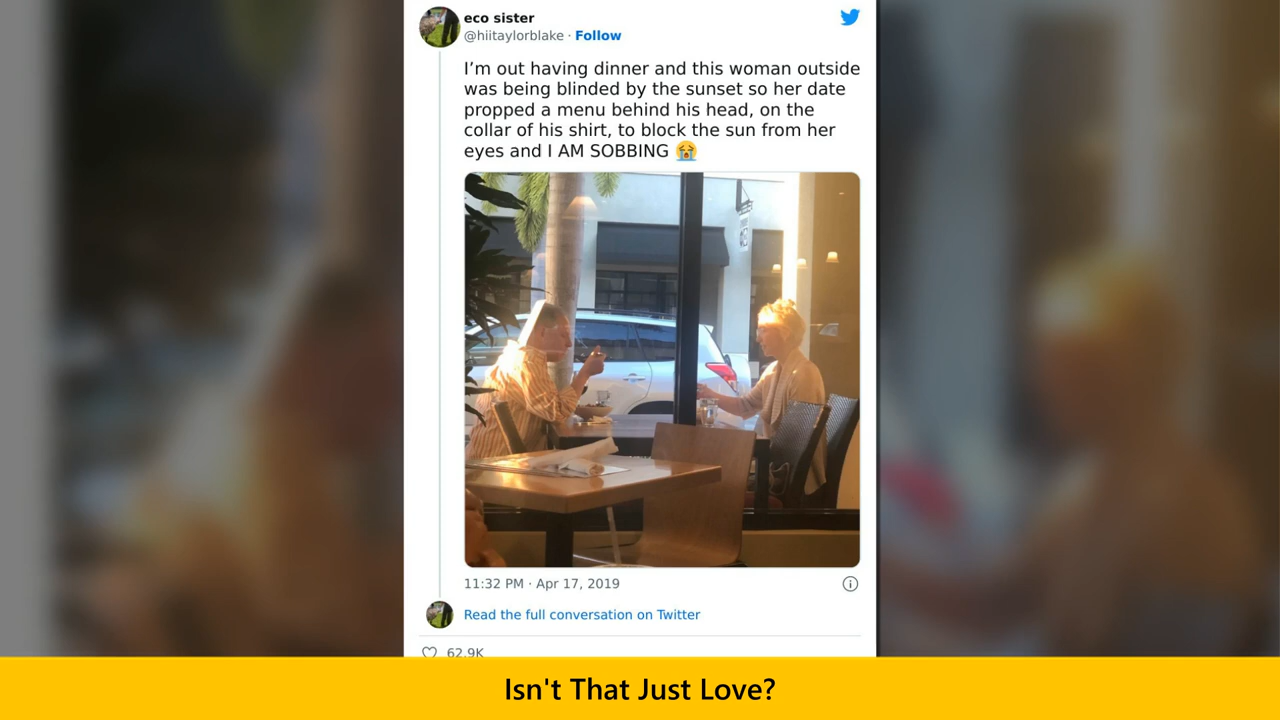 eco sister
@hiitaylorblake · Follow
I’m out having dinner and this woman outside
was being blinded by the sunset so her date
propped a menu behind his head, on the
collar of his shirt, to block the sun from her
eyes and I AM SOBBING 😭
11:32 PM · Apr 17, 2019
Read the full conversation on Twitter
62.9K
Isn't That Just Love?